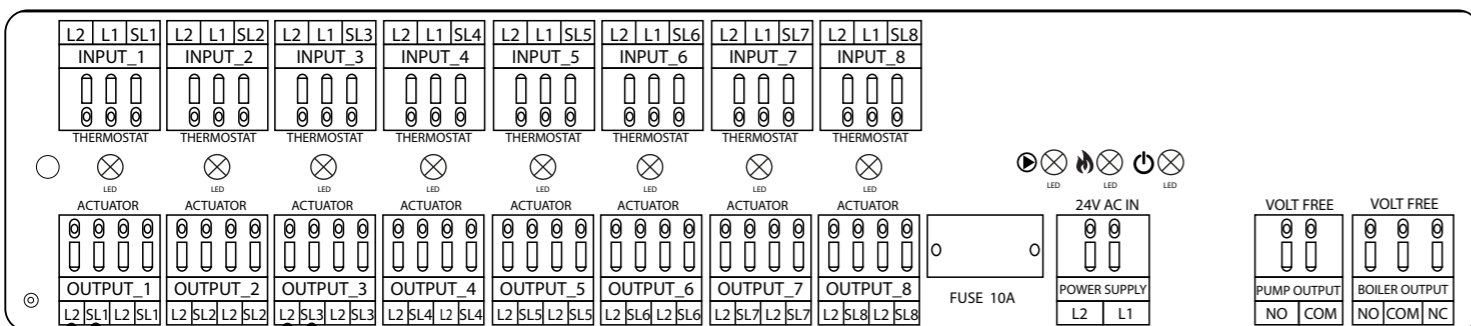 L2 L1 SL1 L2 L1 SL2 L2 L1 SL3 L2 L1 SL4 L2 L1 SL5 L2 L1 SL6 L2 L1 SL7 L2 L1 SL8
INPUT_1 INPUT_2 INPUT_3 INPUT_4 INPUT_5 INPUT_6 INPUT_7 INPUT_8
THERMOSTAT THERMOSTAT THERMOSTAT THERMOSTAT THERMOSTAT THERMOSTAT THERMOSTAT THERMOSTAT
LED LED LED LED LED LED LED LED LED LED LED
ACTUATOR ACTUATOR ACTUATOR ACTUATOR ACTUATOR ACTUATOR ACTUATOR ACTUATOR 24V AC IN VOLT FREE VOLT FREE
OUTPUT_1 OUTPUT_2 OUTPUT_3 OUTPUT_4 OUTPUT_5 OUTPUT_6 OUTPUT_7 OUTPUT_8 FUSE 10A POWER SUPPLY PUMP OUTPUT BOILER OUTPUT
L2 SL1 L2 SL1 L2 SL2 L2 SL2 L2 SL3 L2 SL3 L2 SL4 L2 SL4 L2 SL5 L2 SL5 L2 SL6 L2 SL6 L2 SL7 L2 SL7 L2 SL8 L2 SL8 L2 L1 NO COM NO COM NC